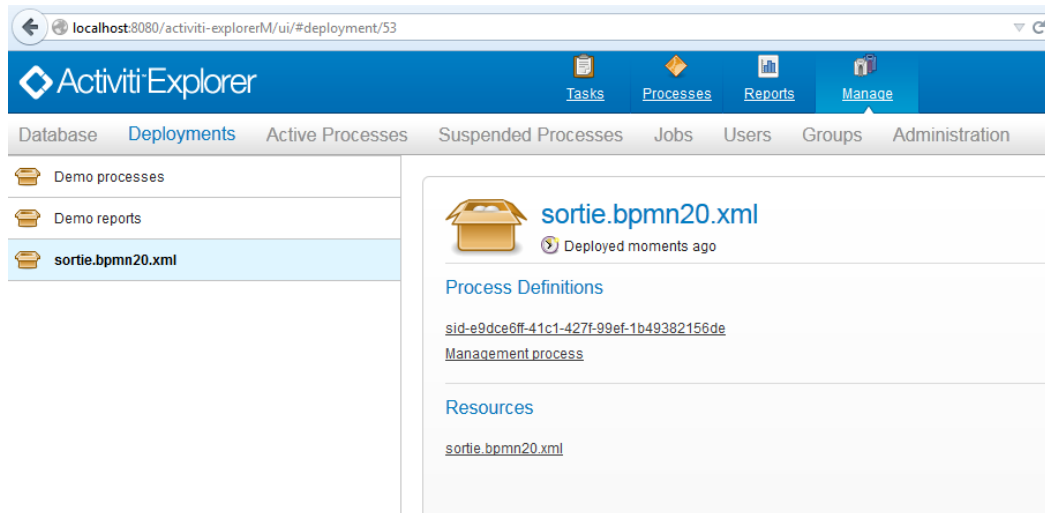 localhost:8080/activiti-explorerM/ui/#deployment/53
Activiti Explorer
Tasks Processes Reports Manage
Database Deployments Active Processes Suspended Processes Jobs Users Groups Administration
Demo processes
Demo reports
sortie.bpmn20.xml
sortie.bpmn20.xml
Deployed moments ago
Process Definitions
sid-e9dce6ff-41c1-427f-99ef-1b49382156de
Management process
Resources
sortie.bpmn20.xml